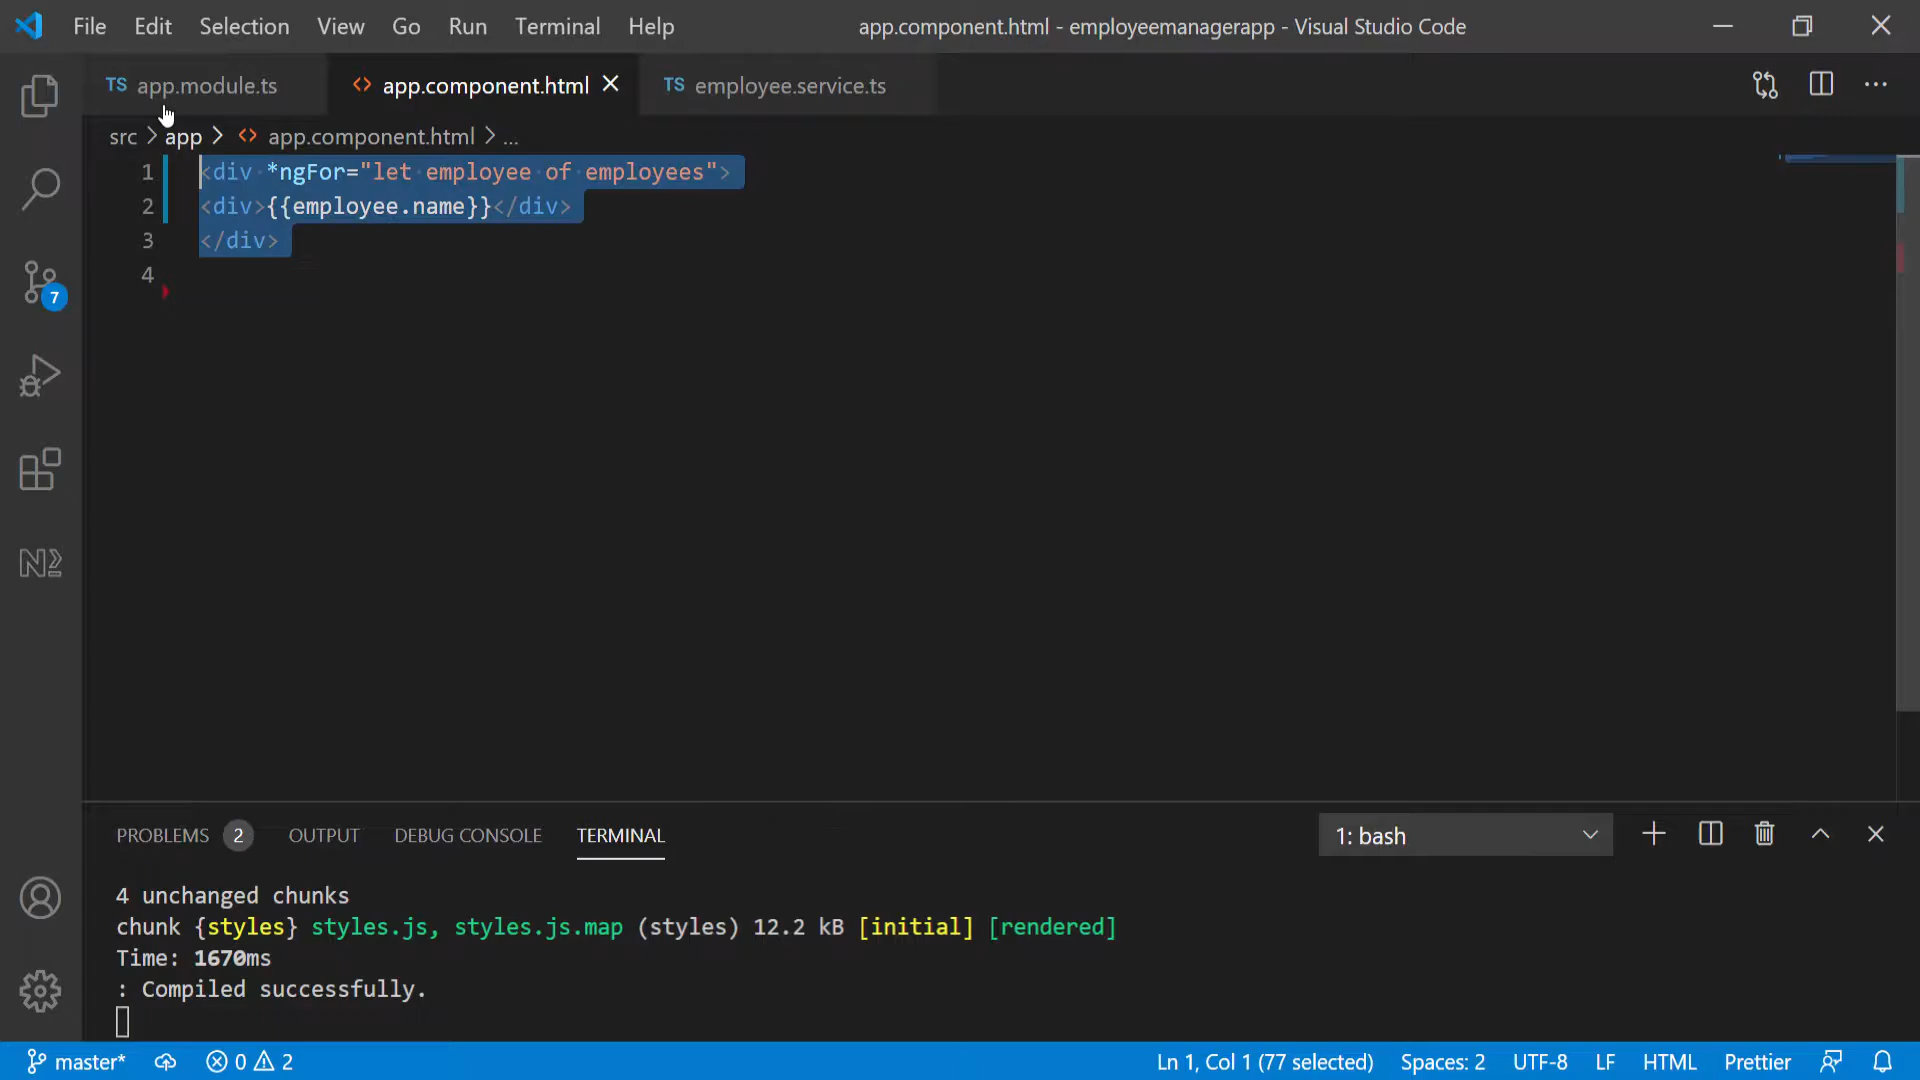 File Edit Selection View Go Run Terminal Help app.component.html - employeemanagerapp - Visual Studio Code
TS app.module.ts <> app.component.html TS employee.service.ts
src > app > <> app.component.html > ...
1 <div *ngFor="let employee of employees">
2 <div>{{employee.name}}</div>
3 </div>
4
7
PROBLEMS 2 OUTPUT DEBUG CONSOLE TERMINAL 1: bash
4 unchanged chunks
chunk {styles} styles.js, styles.js.map (styles) 12.2 kB [initial] [rendered]
Time: 1670ms
: Compiled successfully.
master* 0 2 Ln 1, Col 1 (77 selected) Spaces: 2 UTF-8 LF HTML Prettier